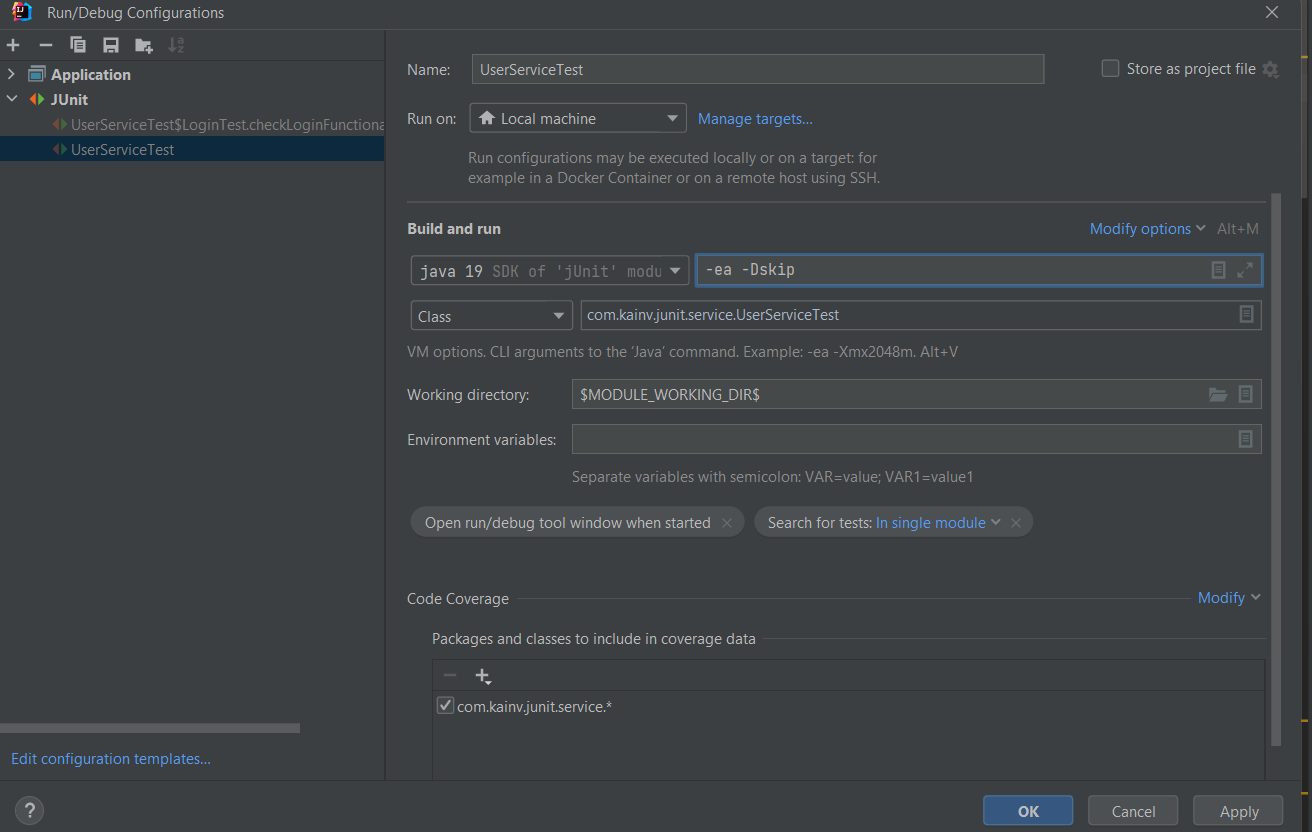 Run/Debug Configurations
Application
JUnit
UserServiceTest$LoginTest.checkLoginFunctiona
UserServiceTest
Edit configuration templates...
Name: UserServiceTest
Store as project file
Run on: Local machine Manage targets...
Run configurations may be executed locally or on a target: for
example in a Docker Container or on a remote host using SSH.
Build and run Modify options Alt+M
java 19 SDK of 'jUnit' modu -ea -Dskip
Class com.kainv.junit.service.UserServiceTest
VM options. CLI arguments to the 'Java' command. Example: -ea -Xmx2048m. Alt+V
Working directory: $MODULE_WORKING_DIR$
Environment variables:
Separate variables with semicolon: VAR=value; VAR1=value1
Open run/debug tool window when started Search for tests: In single module
Code Coverage Modify
Packages and classes to include in coverage data
com.kainv.junit.service.*
? OK Cancel Apply